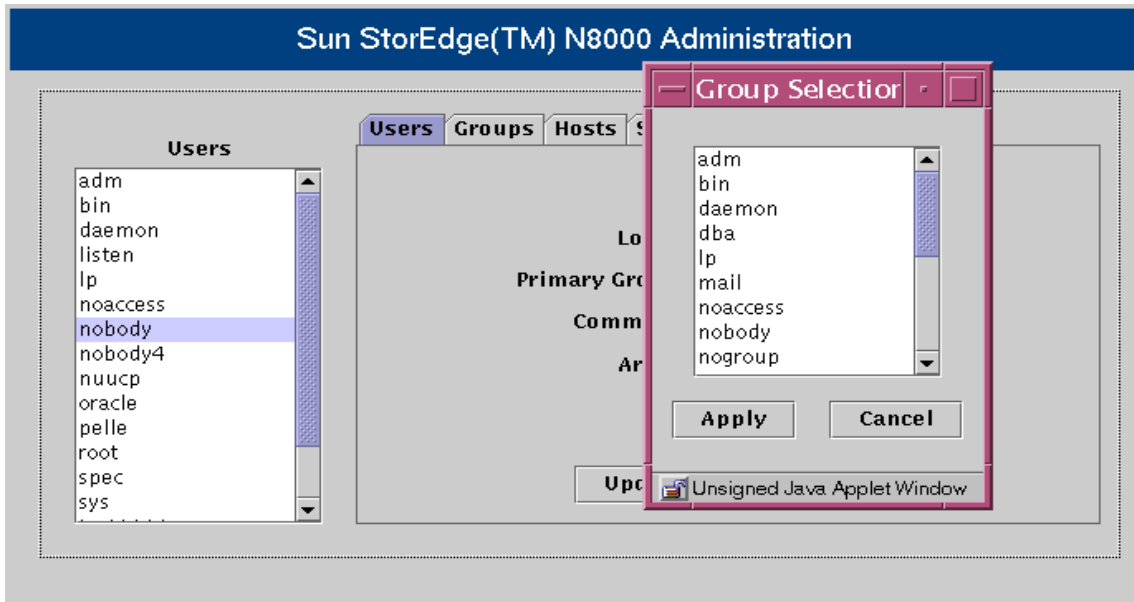 Sun StorEdge(TM) N8000 Administration
Users
adm
bin
daemon
listen
lp
noaccess
nobody
nobody4
nuucp
oracle
pelle
root
spec
sys
Users Groups Hosts S
Lo
Primary Gro
Comm
Ar
Upd
Group Selection
adm
bin
daemon
dba
lp
mail
noaccess
nobody
nogroup
Apply Cancel
Unsigned Java Applet Window